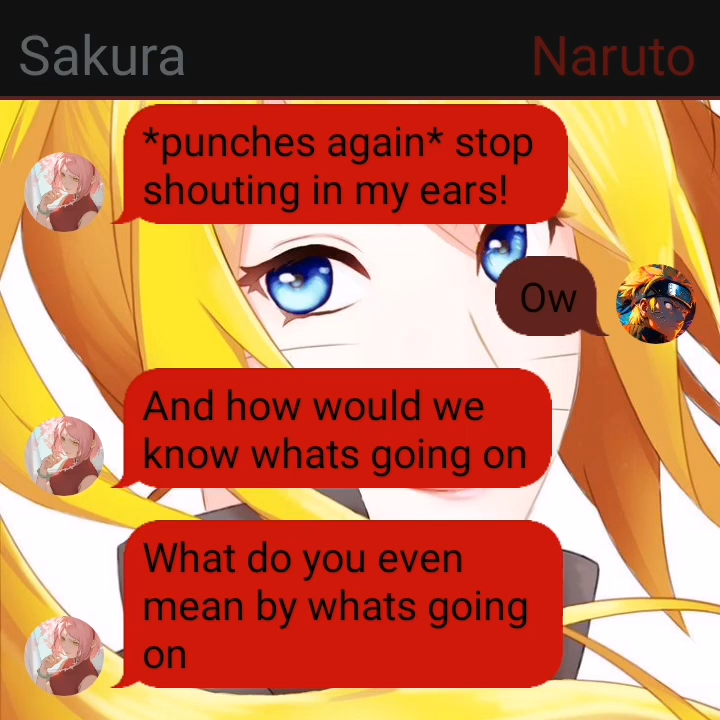 Sakura
Naruto
*punches again* stop
shouting in my ears!
Ow
And how would we
know whats going on
What do you even
mean by whats going
on